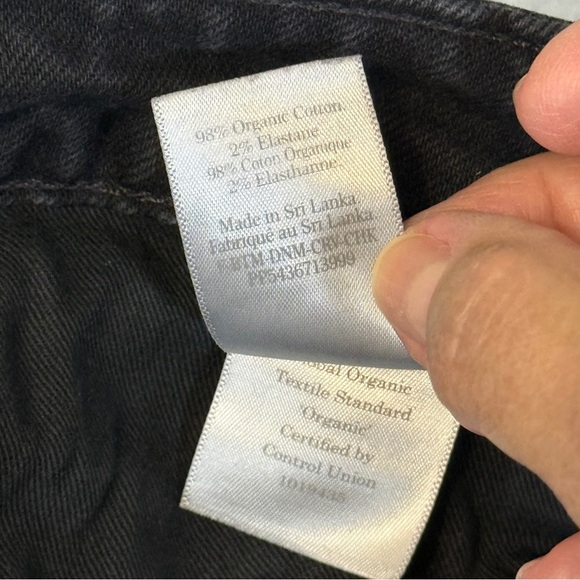 98% Organic Cotton.
2% Elastane
98% Coton Organique
2% Elasthanne.
Made in Sri Lanka
Fabriqué au Sri Lanka
BTM-DNM-CRV-CHK
PP5436713999
Organic
Textile Standard
'Organic'
Certified by
Control Union
1019435